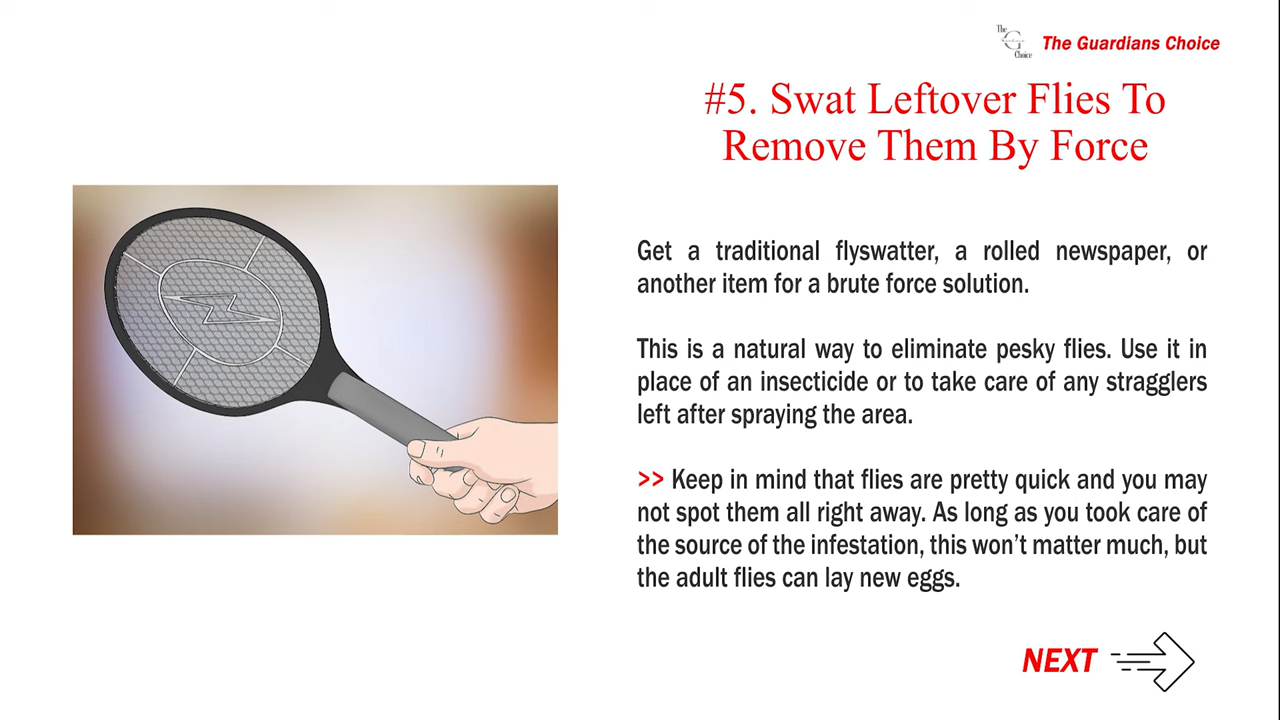 The
G
Choice
The Guardians Choice
#5. Swat Leftover Flies To
Remove Them By Force
Get a traditional flyswatter, a rolled newspaper, or
another item for a brute force solution.
This is a natural way to eliminate pesky flies. Use it in
place of an insecticide or to take care of any stragglers
left after spraying the area.
>> Keep in mind that flies are pretty quick and you may
not spot them all right away. As long as you took care of
the source of the infestation, this won’t matter much, but
the adult flies can lay new eggs.
NEXT